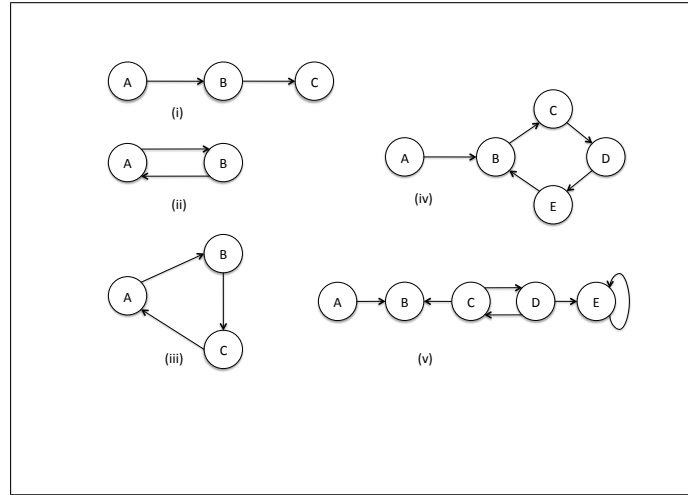 A B C
(i)
A B
(ii)
B
A
C
(iii)
C
A B D
E
(iv)
A B C D E
(v)